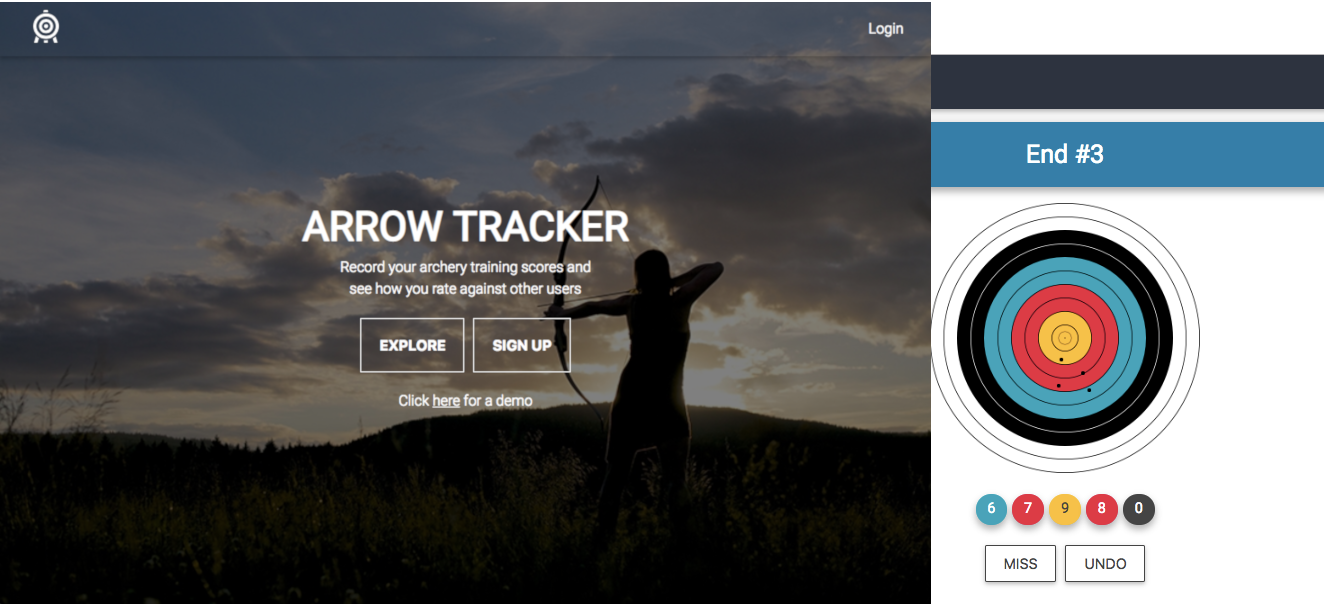 Login
ARROW TRACKER
Record your archery training scores and
see how you rate against other users
EXPLORE SIGN UP
Click here for a demo
End #3
6 7 9 8 0
MISS UNDO